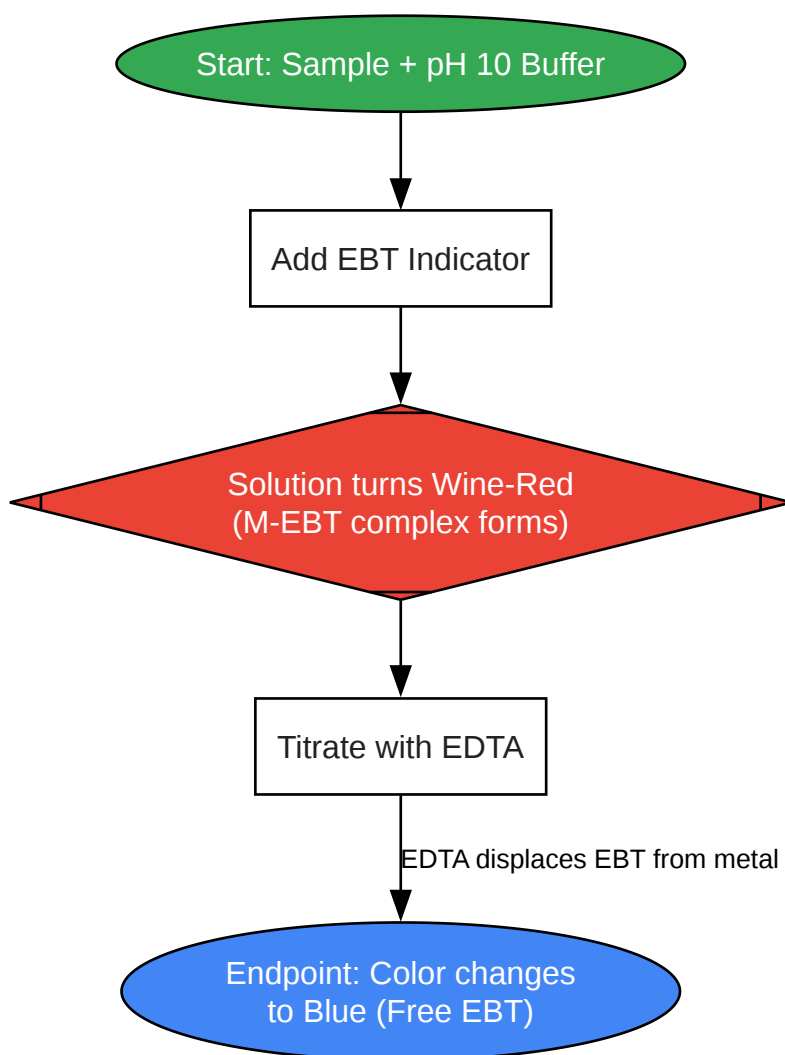 Start: Sample + pH 10 Buffer
Add EBT Indicator
Solution turns Wine-Red
(M-EBT complex forms)
Titrate with EDTA
EDTA displaces EBT from metal
Endpoint: Color changes
to Blue (Free EBT)